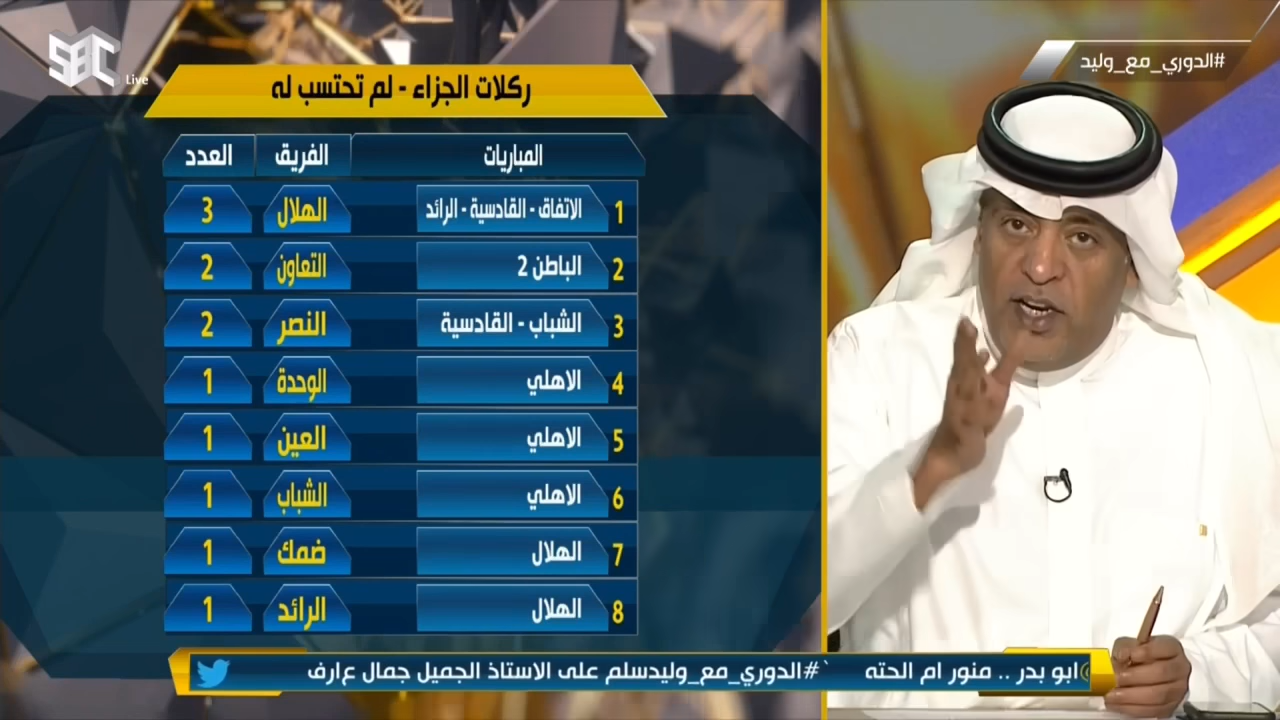 SBC Live
#الدوري_مع_وليد
ركلات الجزاء - لم تحتسب له
المباريات الفريق العدد
1 الاتفاق - القادسية - الرائد الهلال 3
2 الباطن 2 التعاون 2
3 الشباب - القادسية النصر 2
4 الاهلي الوحدة 1
5 الاهلي العين 1
6 الاهلي الشباب 1
7 الهلال ضمك 1
8 الهلال الرائد 1
ابو بدر .. منور ام الحته `#الدوري_مع_وليدسلم على الاستاذ الجميل جمال عارف